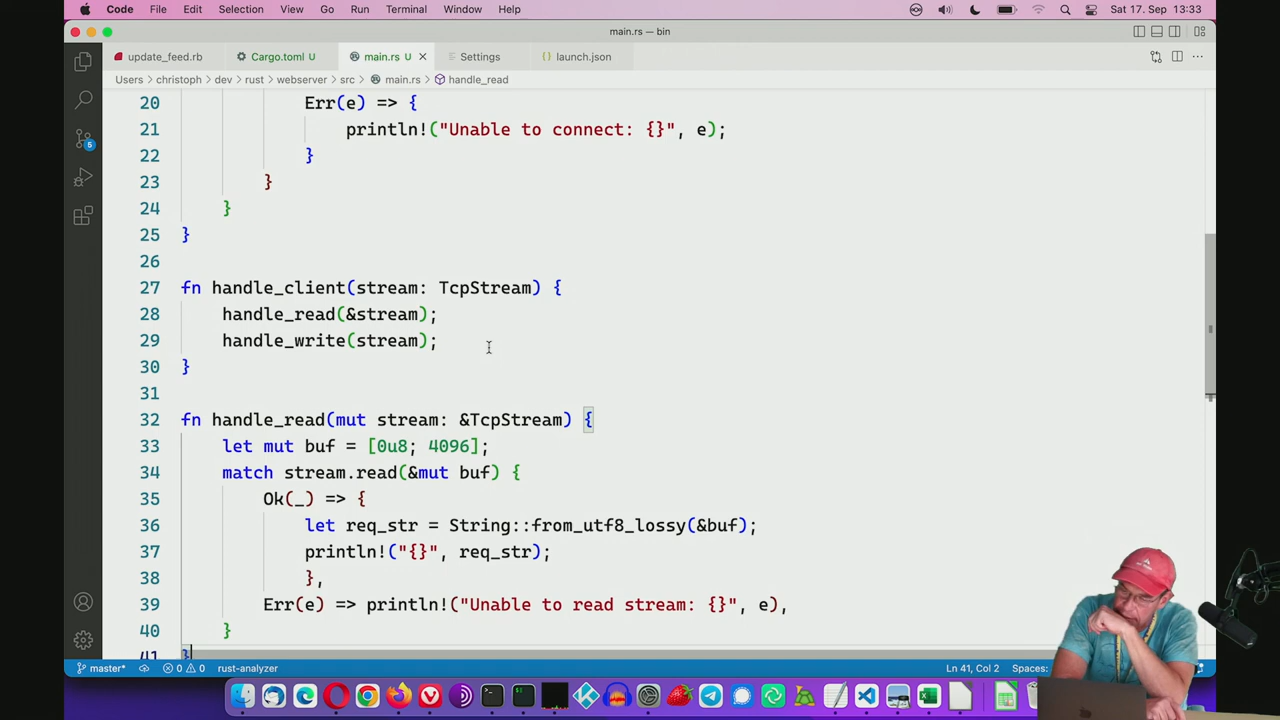 Code File Edit Selection View Go Run Terminal Window Help Sat 17. Sep 13:33
main.rs — bin
update_feed.rb Cargo.toml U main.rs U Settings {} launch.json
Users › christoph › dev › rust › webserver › src › main.rs › handle_read
20 Err(e) => {
21 println!("Unable to connect: {}", e);
22 }
23 }
24 }
25 }
26
27 fn handle_client(stream: TcpStream) {
28 handle_read(&stream);
29 handle_write(stream);
30 }
31
32 fn handle_read(mut stream: &TcpStream) {
33 let mut buf = [0u8; 4096];
34 match stream.read(&mut buf) {
35 Ok(_) => {
36 let req_str = String::from_utf8_lossy(&buf);
37 println!("{}", req_str);
38 },
39 Err(e) => println!("Unable to read stream: {}", e),
40 }
41 }
6
master* 0 0 rust-analyzer Ln 41, Col 2 Spaces: